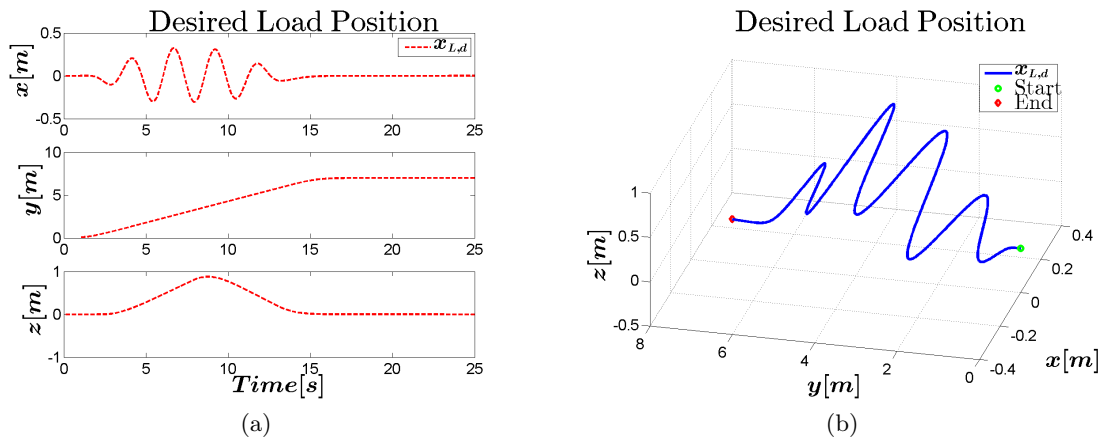 Desired Load Position
x[m]
0.5
0
-0.5
x_{L,d}
0 5 10 15 20 25
y[m]
10
5
0
0 5 10 15 20 25
z[m]
1
0
-1
0 5 10 15 20 25
Time[s]
(a)
Desired Load Position
x_{L,d}
Start
End
z[m]
1
0.5
0
-0.5
8 6 4 2 0
y[m]
0.4
0.2
0
-0.2
-0.4
x[m]
(b)